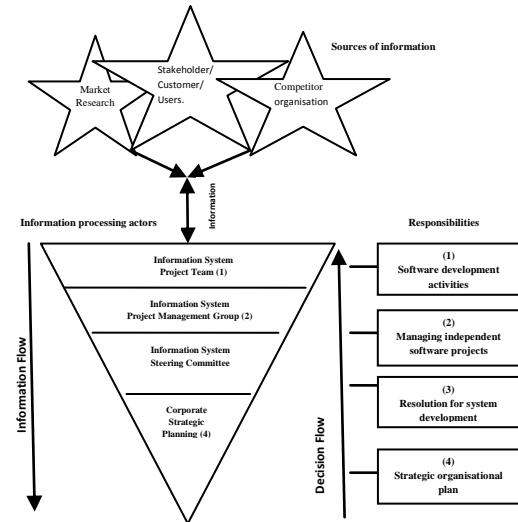 Sources of information
Stakeholder/
Customer/
Users.
Market
Research
Competitor
organisation
Information
Information processing actors
Responsibilities
Information System
Project Team (1)
Information System
Project Management Group (2)
Information System
Steering Committee
Corporate
Strategic
Planning (4)
Information Flow
Decision Flow
(1)
Software development
activities
(2)
Managing independent
software projects
(3)
Resolution for system
development
(4)
Strategic organisational
plan